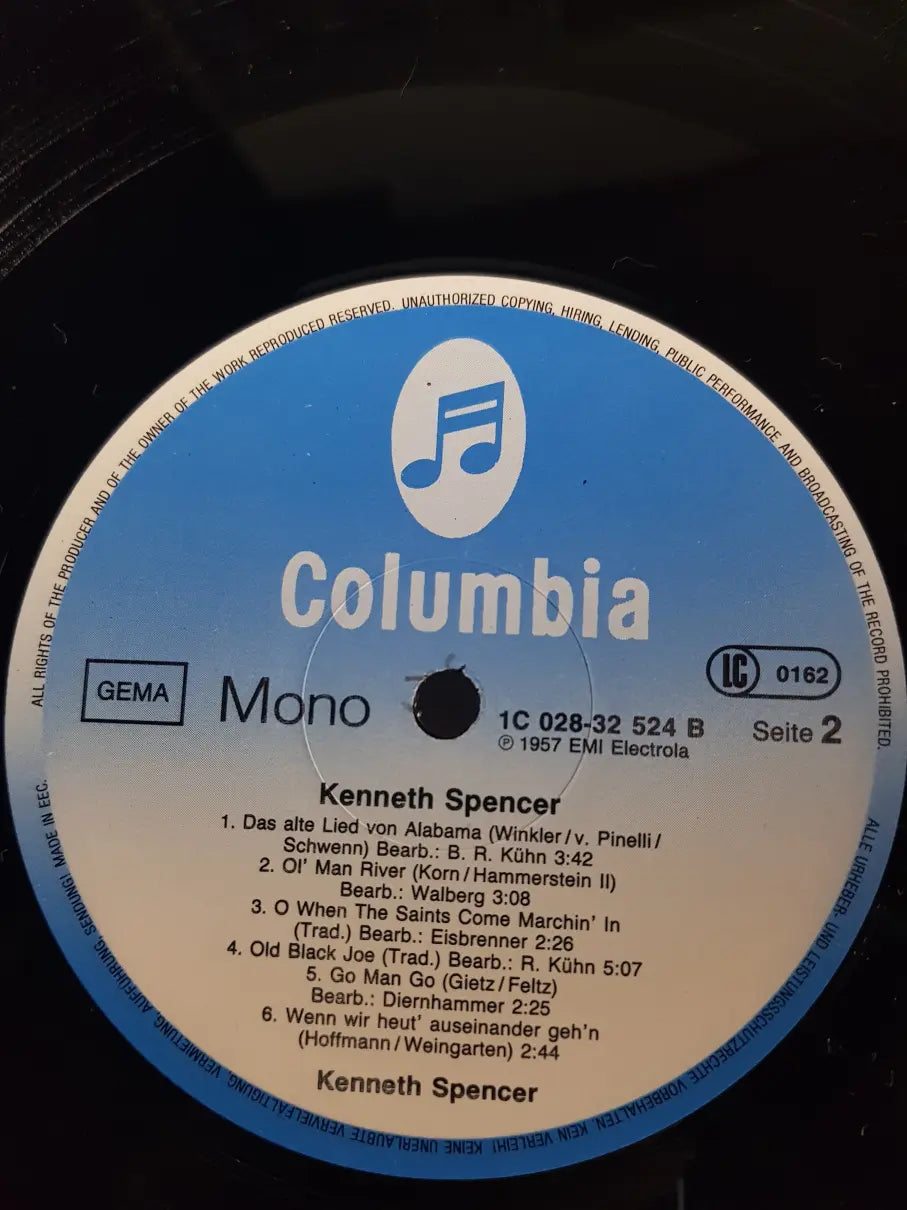 ALL RIGHTS OF THE PRODUCER AND OF THE OWNER OF THE WORK REPRODUCED RESERVED. UNAUTHORIZED COPYING, HIRING, LENDING, PUBLIC PERFORMANCE AND BROADCASTING OF THE RECORD PROHIBITED.
Columbia
GEMA
Mono
LC 0162
1C 028-32 524 B
Seite 2
℗ 1957 EMI Electrola
Kenneth Spencer
1. Das alte Lied von Alabama (Winkler/v. Pinelli/
Schwenn) Bearb.: B. R. Kühn 3:42
2. Ol' Man River (Korn/Hammerstein II)
Bearb.: Walberg 3:08
3. O When The Saints Come Marchin' In
(Trad.) Bearb.: Eisbrenner 2:26
4. Old Black Joe (Trad.) Bearb.: R. Kühn 5:07
5. Go Man Go (Gietz/Feltz)
Bearb.: Diernhammer 2:25
6. Wenn wir heut' auseinander geh'n
(Hoffmann/Weingarten) 2:44
Kenneth Spencer
ALLE URHEBER- UND LEISTUNGSSCHUTZRECHTE VORBEHALTEN. KEIN VERLEIH! KEINE UNERLAUBTE VERVIELFÄLTIGUNG, VERMIETUNG, AUFFÜHRUNG, SENDUNG! MADE IN EEC.